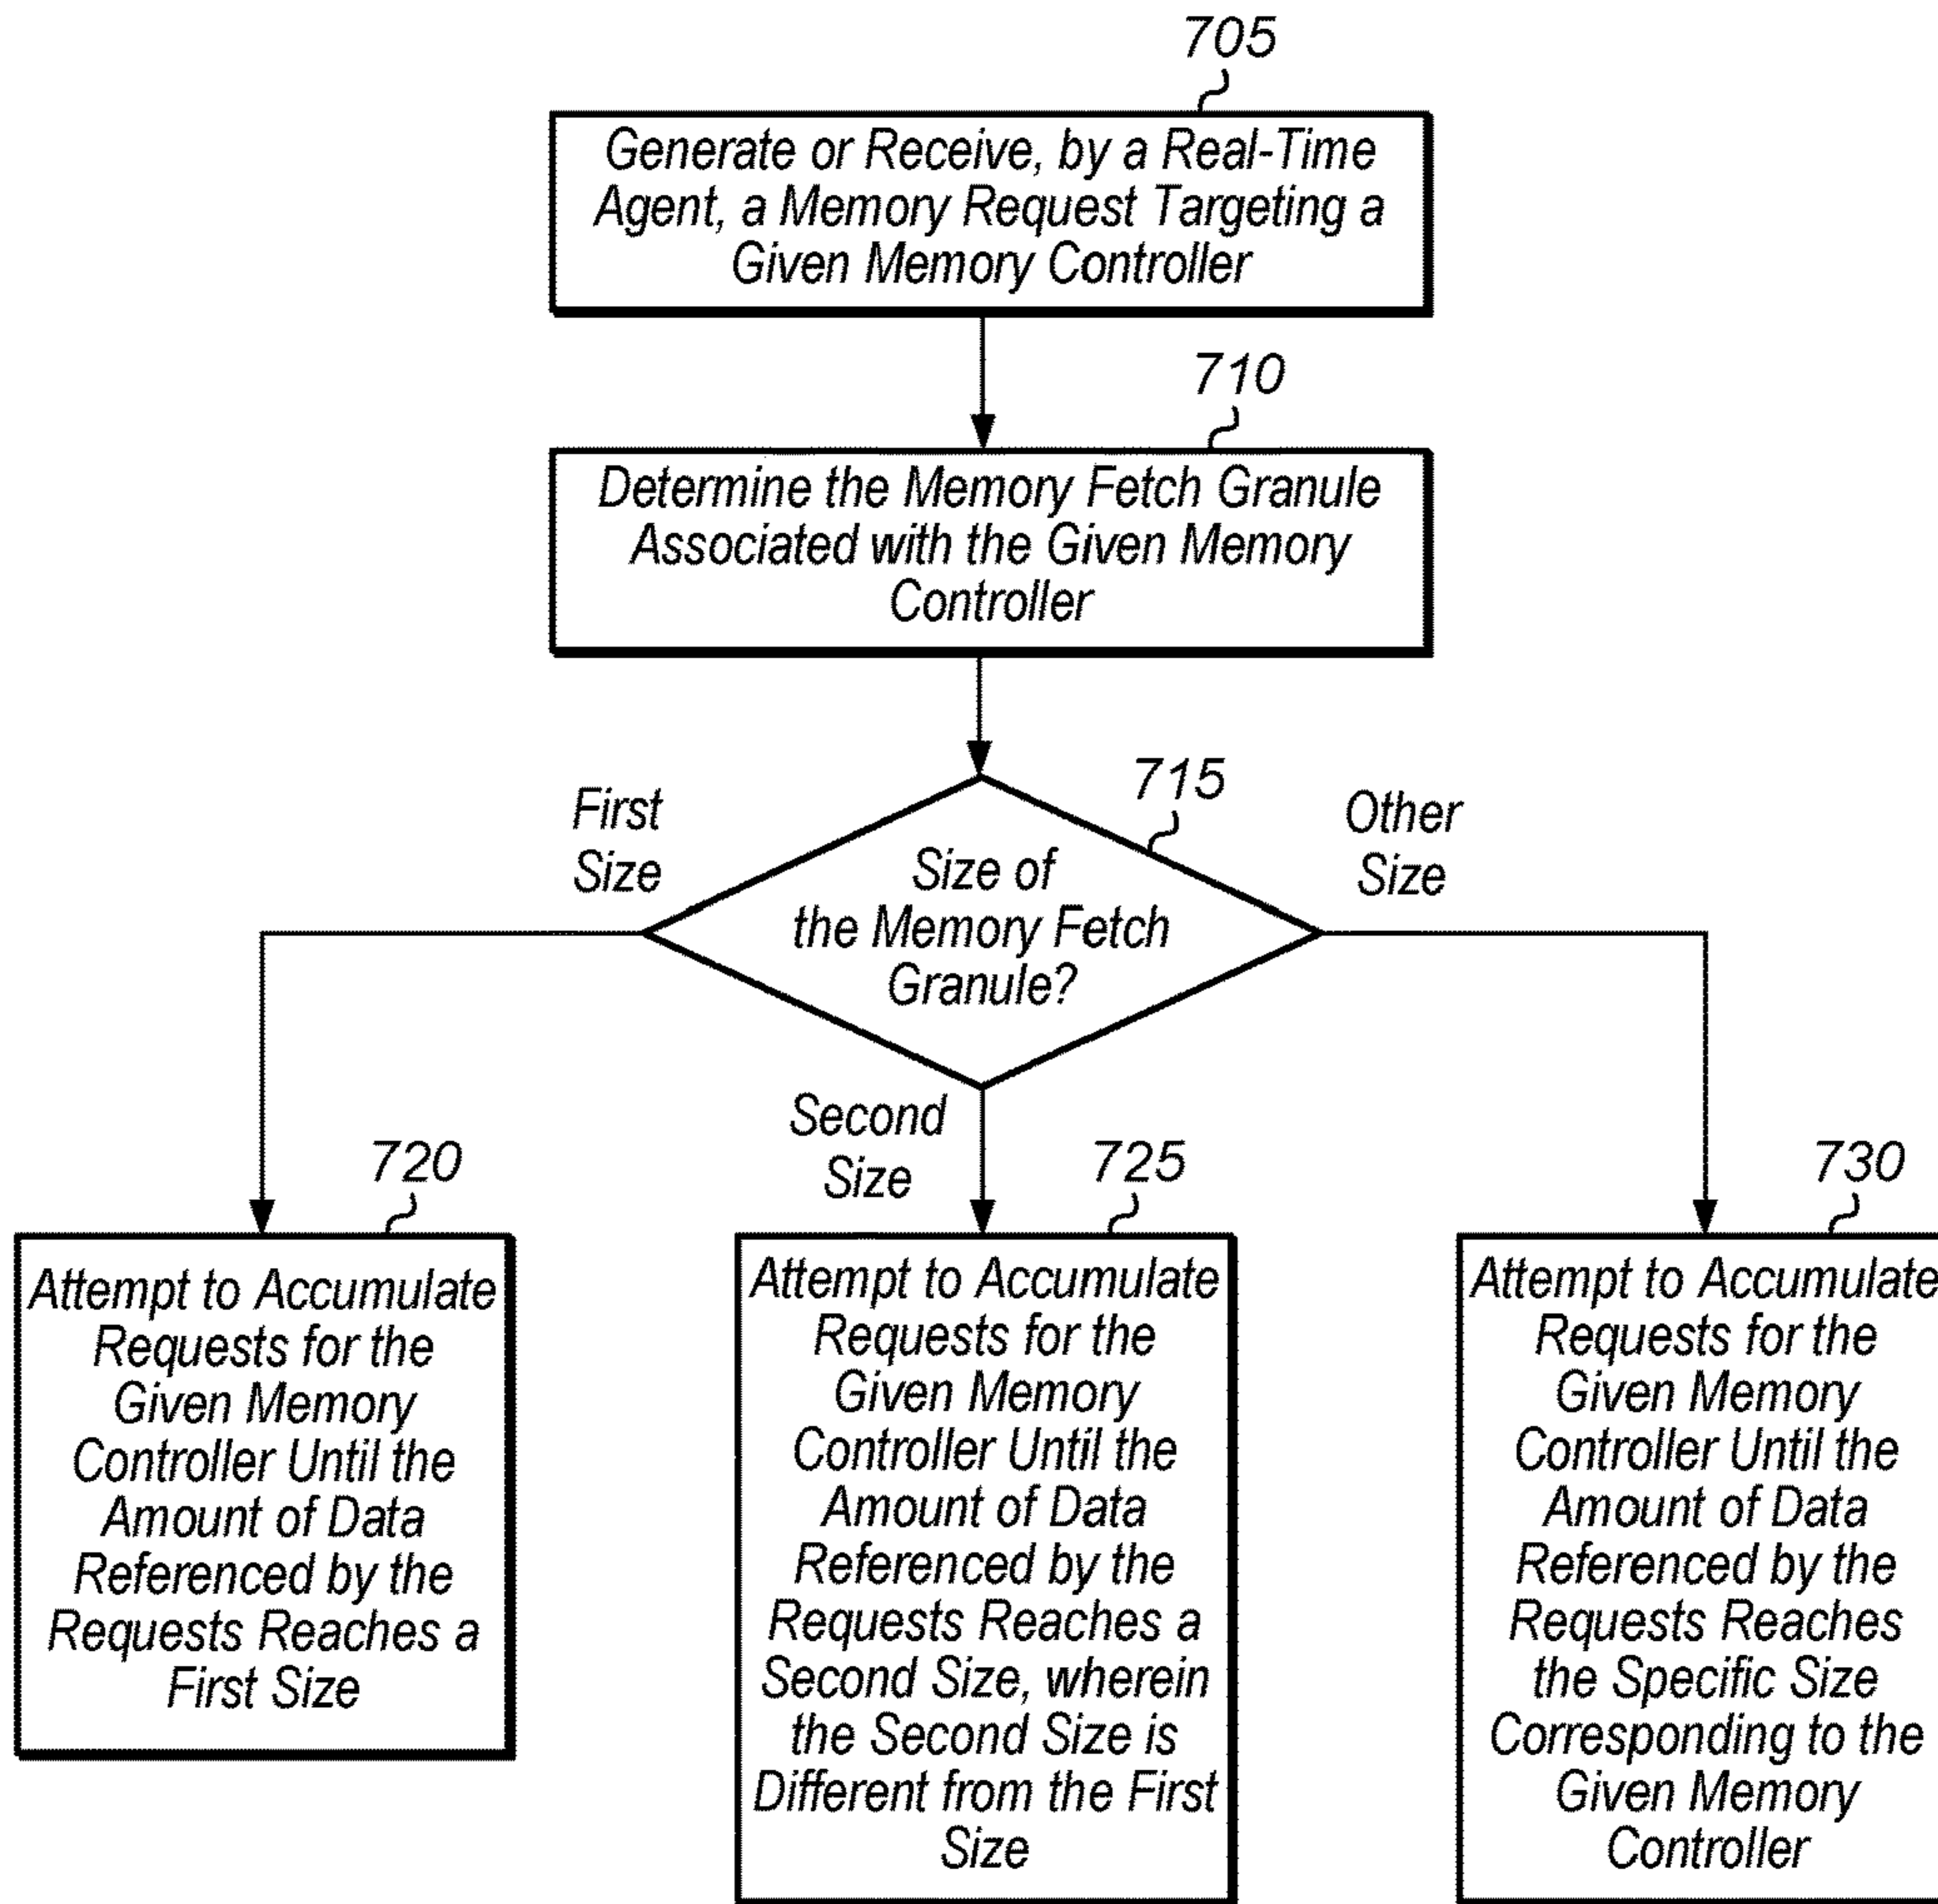 705
Generate or Receive, by a Real-Time
Agent, a Memory Request Targeting a
Given Memory Controller
710
Determine the Memory Fetch Granule
Associated with the Given Memory
Controller
715
First
Size
Size of
the Memory Fetch
Granule?
Other
Size
Second
Size
720
Attempt to Accumulate
Requests for the
Given Memory
Controller Until the
Amount of Data
Referenced by the
Requests Reaches a
First Size
725
Attempt to Accumulate
Requests for the
Given Memory
Controller Until the
Amount of Data
Referenced by the
Requests Reaches a
Second Size, wherein
the Second Size is
Different from the First
Size
730
Attempt to Accumulate
Requests for the
Given Memory
Controller Until the
Amount of Data
Referenced by the
Requests Reaches
the Specific Size
Corresponding to the
Given Memory
Controller